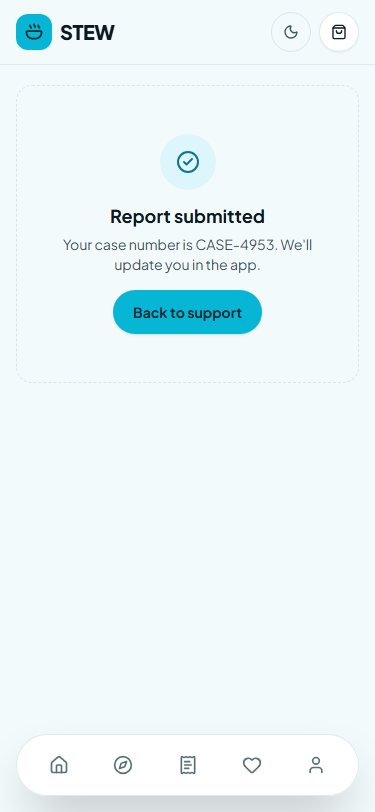 STEW
Report submitted
Your case number is CASE-4953. We'll
update you in the app.
Back to support